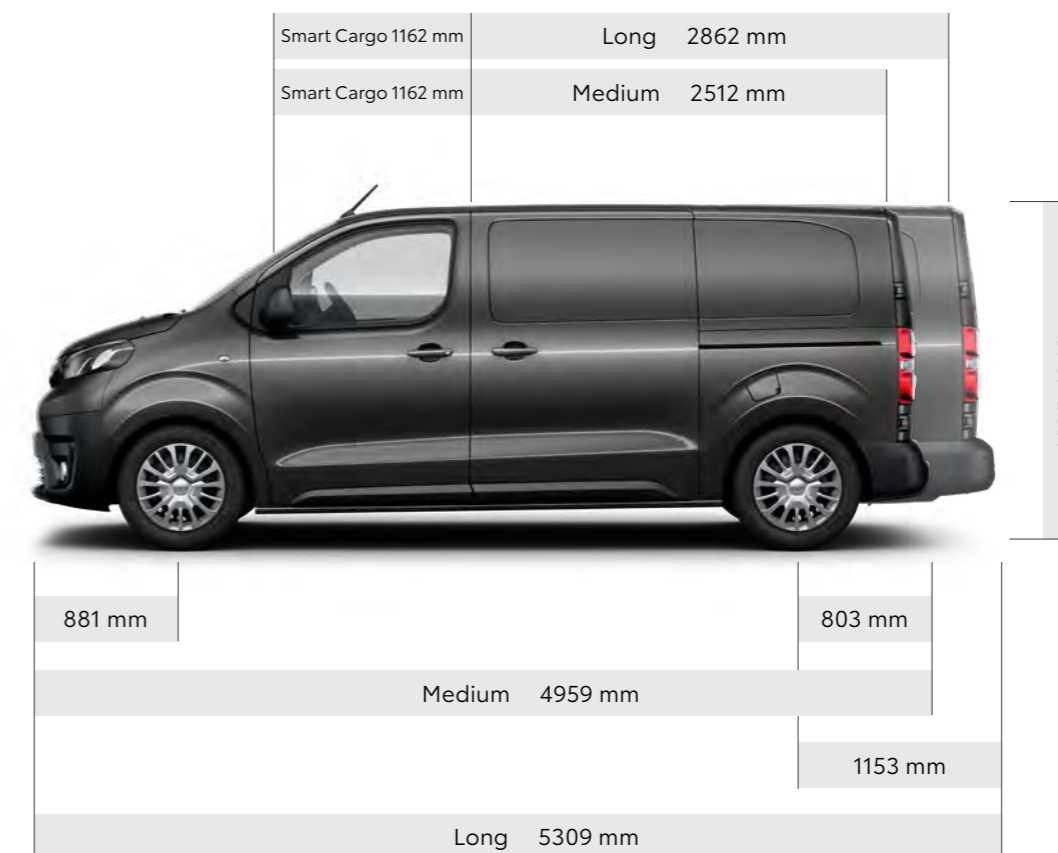 Smart Cargo 1162 mm Long 2862 mm
Smart Cargo 1162 mm Medium 2512 mm
881 mm 803 mm
Medium 4959 mm
1153 mm
Long 5309 mm